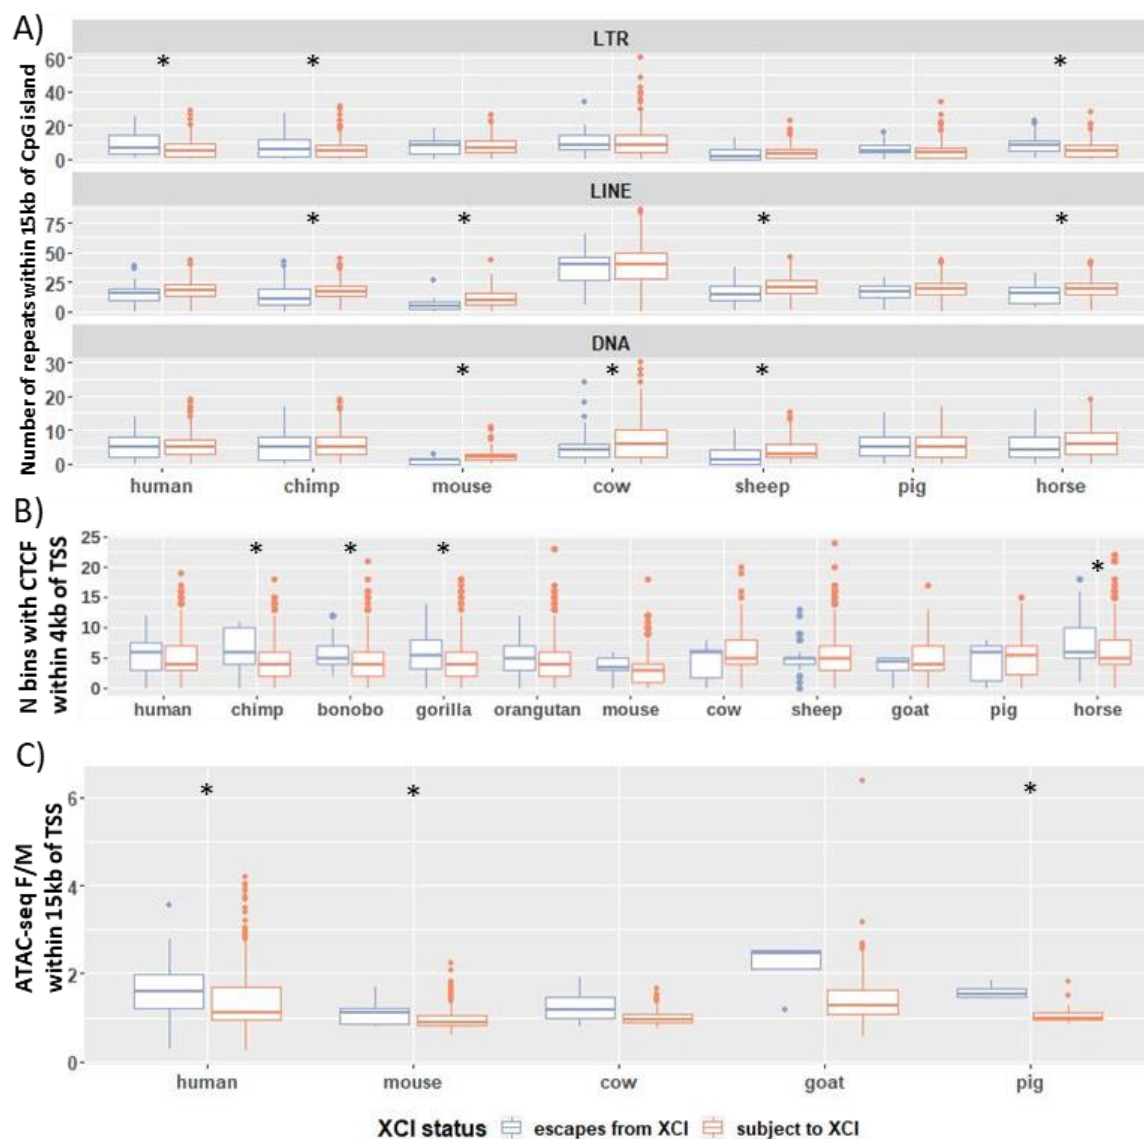 A)
LTR
* * *
60
40
20
0
LINE
* * * *
75
50
25
0
DNA
* * *
30
20
10
0
Number of repeats within 15kb of CpG island
human chimp mouse cow sheep pig horse
B)
* * * *
25
20
15
10
5
0
N bins with CTCF
within 4kb of TSS
human chimp bonobo gorilla orangutan mouse cow sheep goat pig horse
C)
* * *
6
4
2
0
ATAC-seq F/M
within 15kb of TSS
human mouse cow goat pig
XCI status escapes from XCI subject to XCI